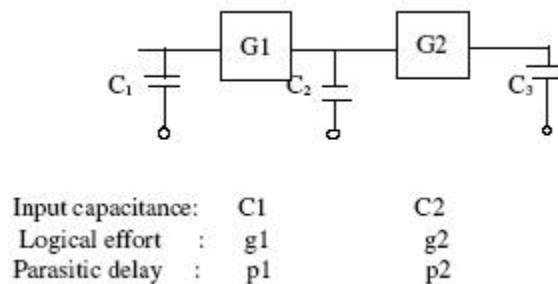 G1 G2
C₁ C₂ C₃
Input capacitance: C1 C2
Logical effort : g1 g2
Parasitic delay : p1 p2